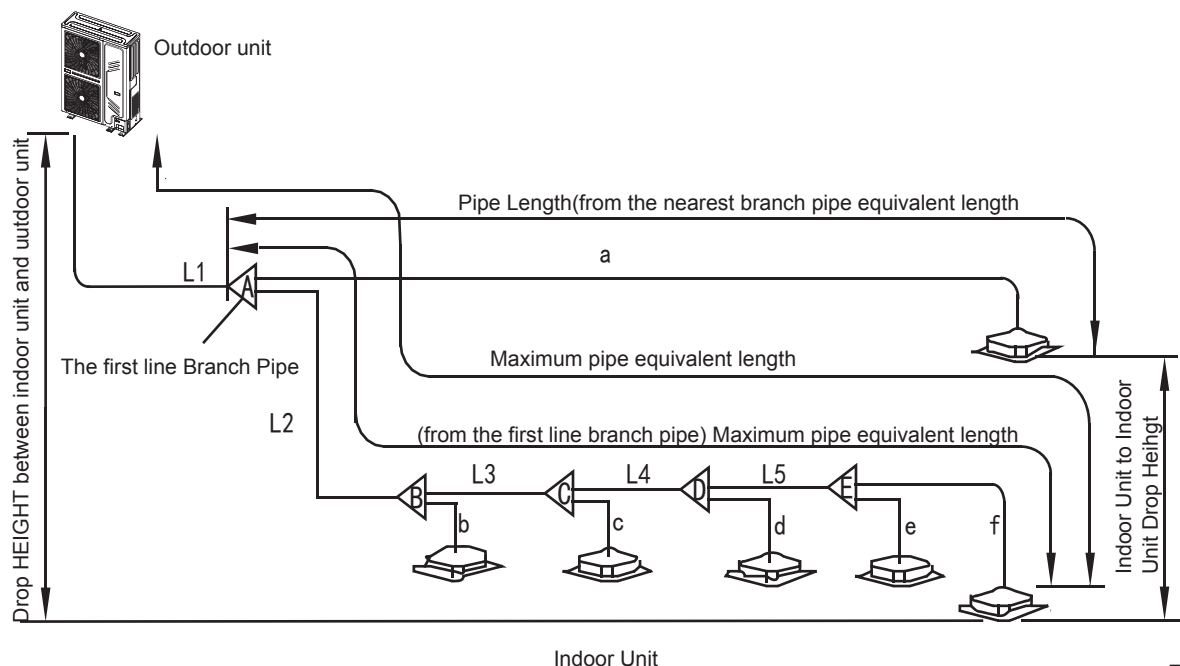 Outdoor unit
Drop HEIGHT between indoor unit and uutdoor unit
Pipe Length(from the nearest branch pipe equivalent length
a
L1
A
The first line Branch Pipe
Maximum pipe equivalent length
L2
(from the first line branch pipe) Maximum pipe equivalent length
Indoor Unit to Indoor
Unit Drop Heihgt
L3
L4
L5
B
C
D
E
b
c
d
e
f
Indoor Unit